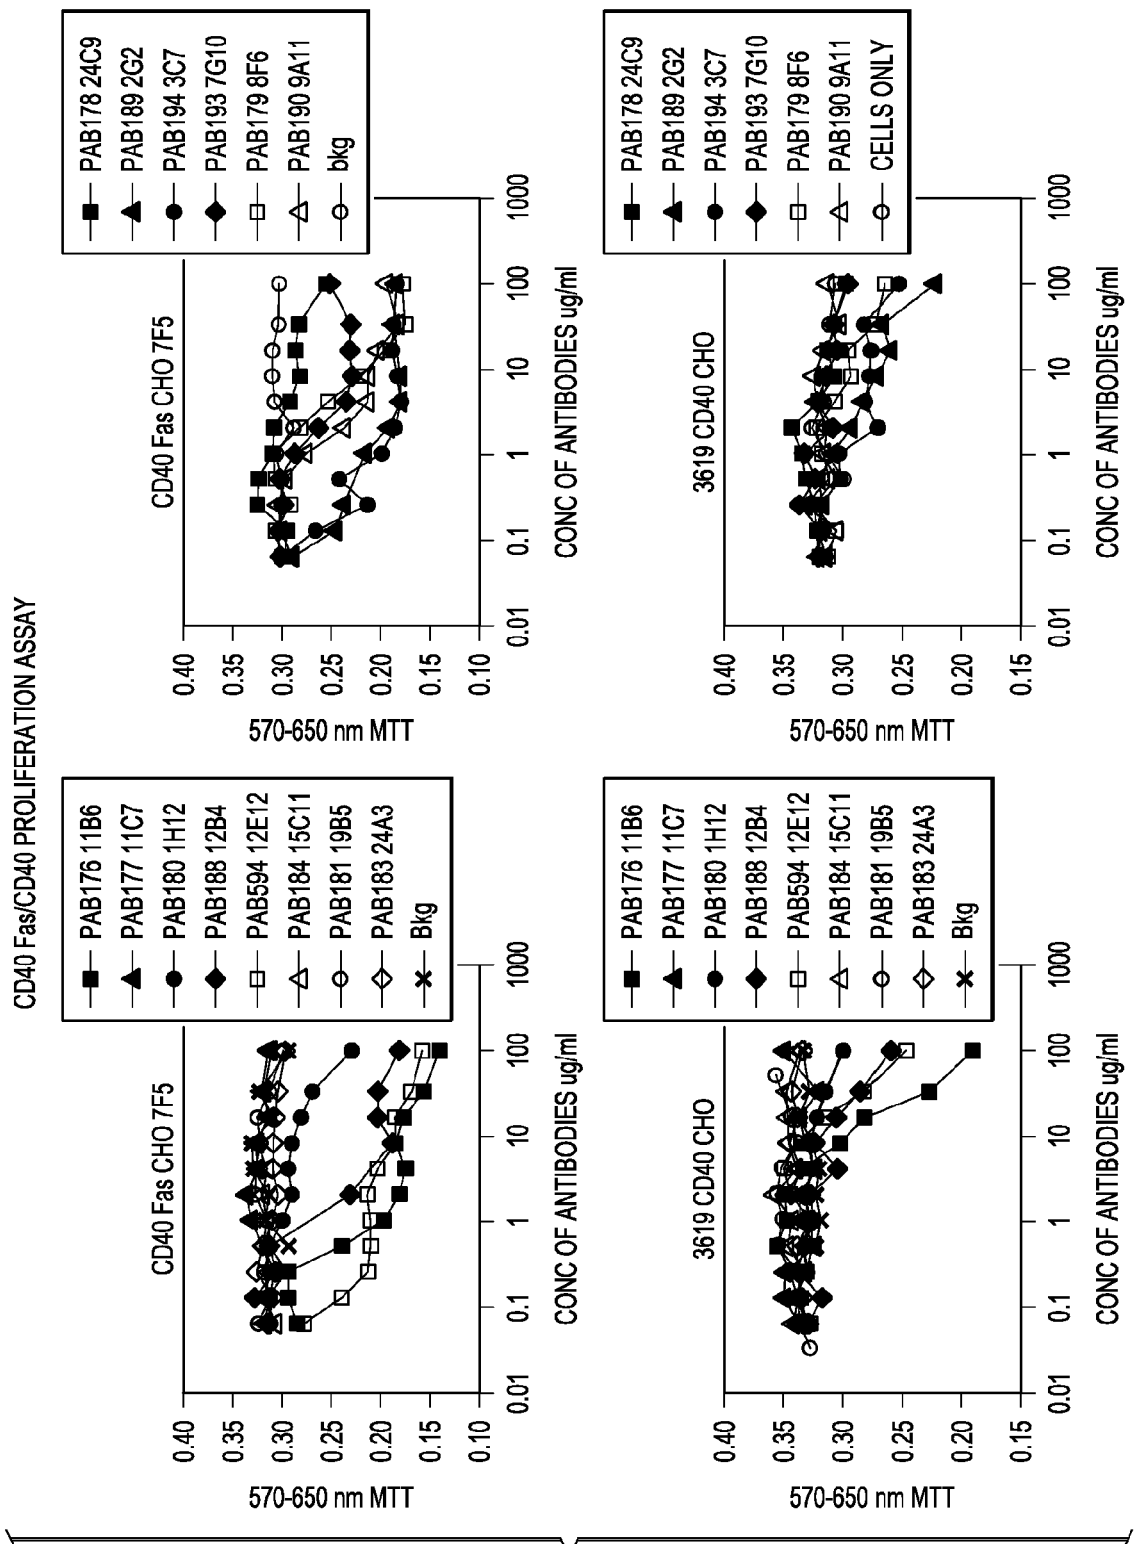 CD40 Fas/CD40 PROLIFERATION ASSAY
CD40 Fas CHO 7F5
570-650 nm MTT
0.40
0.35
0.30
0.25
0.20
0.15
0.10
0.01
0.1
1
10
100
1000
CONC OF ANTIBODIES ug/ml
PAB176 11B6
PAB177 11C7
PAB180 1H12
PAB188 12B4
PAB594 12E12
PAB184 15C11
PAB181 19B5
PAB183 24A3
Bkg
CD40 Fas CHO 7F5
570-650 nm MTT
0.40
0.35
0.30
0.25
0.20
0.15
0.10
0.01
0.1
1
10
100
1000
CONC OF ANTIBODIES ug/ml
PAB178 24C9
PAB189 2G2
PAB194 3C7
PAB193 7G10
PAB179 8F6
PAB190 9A11
bkg
3619 CD40 CHO
570-650 nm MTT
0.40
0.35
0.30
0.25
0.20
0.15
0.01
0.1
1
10
100
1000
CONC OF ANTIBODIES ug/ml
PAB176 11B6
PAB177 11C7
PAB180 1H12
PAB188 12B4
PAB594 12E12
PAB184 15C11
PAB181 19B5
PAB183 24A3
Bkg
3619 CD40 CHO
570-650 nm MTT
0.40
0.35
0.30
0.25
0.20
0.15
0.01
0.1
1
10
100
1000
CONC OF ANTIBODIES ug/ml
PAB178 24C9
PAB189 2G2
PAB194 3C7
PAB193 7G10
PAB179 8F6
PAB190 9A11
CELLS ONLY